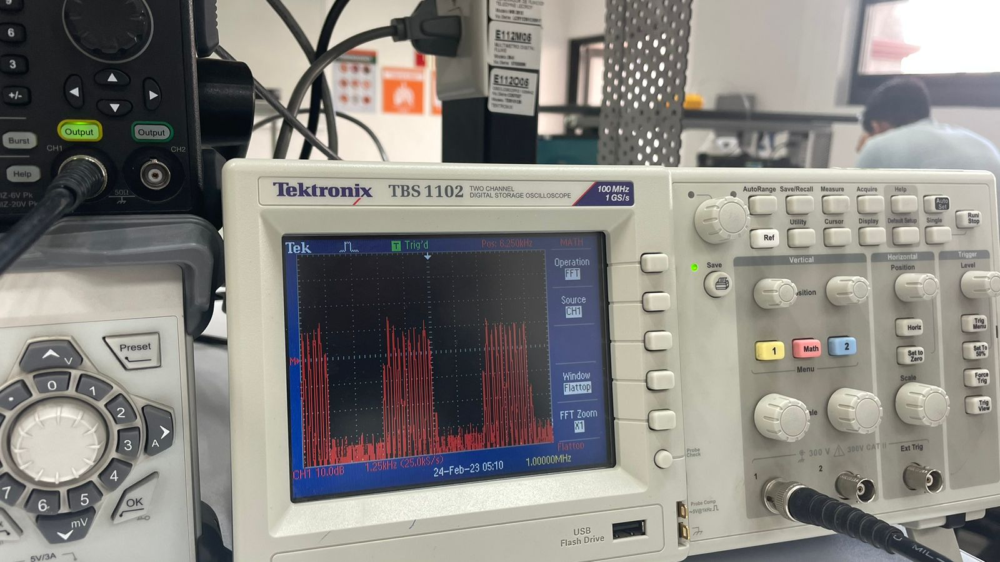 6
3
+/-
Output
Output
Burst
CH1
CH2
Help
50Ω
E112M05
E112O05
TEKTRONIX
Tektronix
TBS 1102
TWO CHANNEL
DIGITAL STORAGE OSCILLOSCOPE
100 MHz
1 GS/s
Tek
Trig'd
Pos: 6.250kHz
MATH
Operation
FFT
Source
CH1
Window
Flattop
FFT Zoom
X1
M
Flattop
CH1 10.0dB
1.25kHz (25.0kS/s)
24-Feb-23 05:10
1.00000MHz
USB
Flash Drive
AutoRange
Save/Recall
Measure
Acquire
Help
Auto
Set
Utility
Cursor
Display
Default Setup
Single
Run/
Stop
Ref
Save
Vertical
Horizontal
Trigger
Position
Level
1
Math
2
Menu
Horiz
Set to
Zero
Scale
Trig
Menu
Set To
50%
Force
Trig
Trig
View
300 V
300V CAT II
Ext Trig
1
2
Probe
Check
Probe Comp
~5V@1kHz
MIL
Preset
V
0
1
2
3
4
5
6
7
A
OK
mV
5V/3A